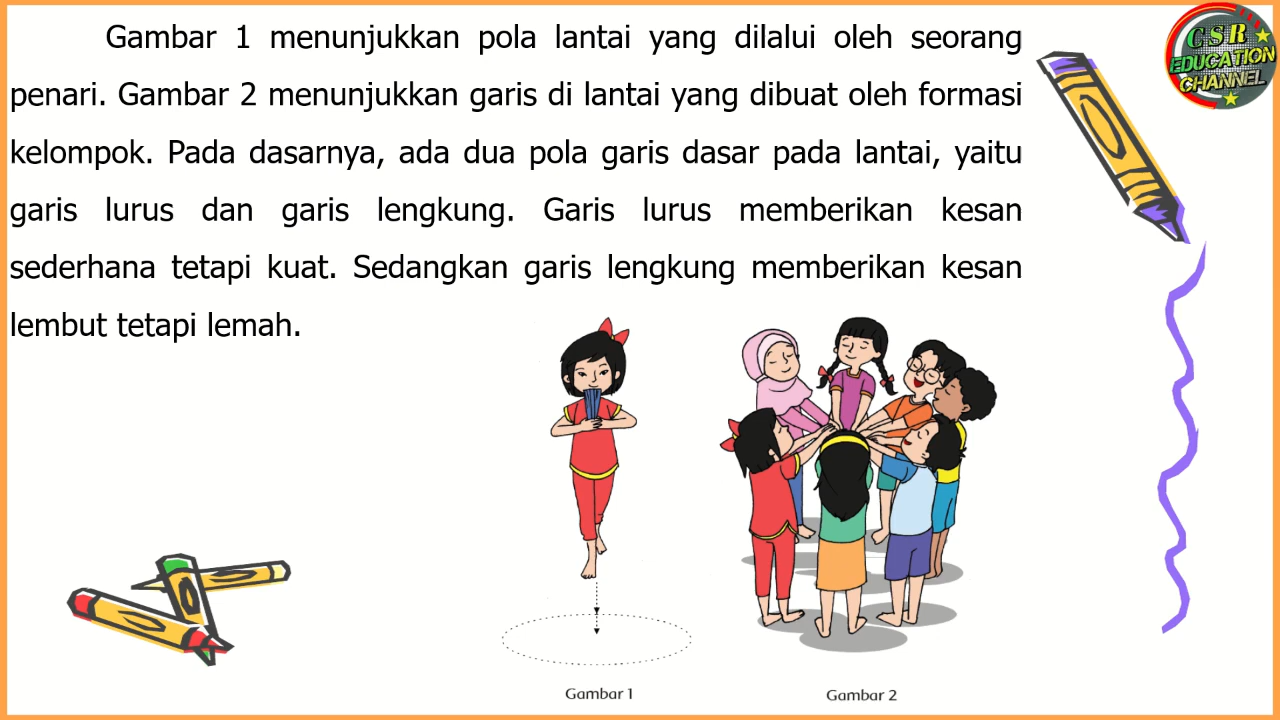 Gambar 1 menunjukkan pola lantai yang dilalui oleh seorang
penari. Gambar 2 menunjukkan garis di lantai yang dibuat oleh formasi
kelompok. Pada dasarnya, ada dua pola garis dasar pada lantai, yaitu
garis lurus dan garis lengkung. Garis lurus memberikan kesan
sederhana tetapi kuat. Sedangkan garis lengkung memberikan kesan
lembut tetapi lemah.
C S R
EDUCATION
CHANNEL
Gambar 1
Gambar 2